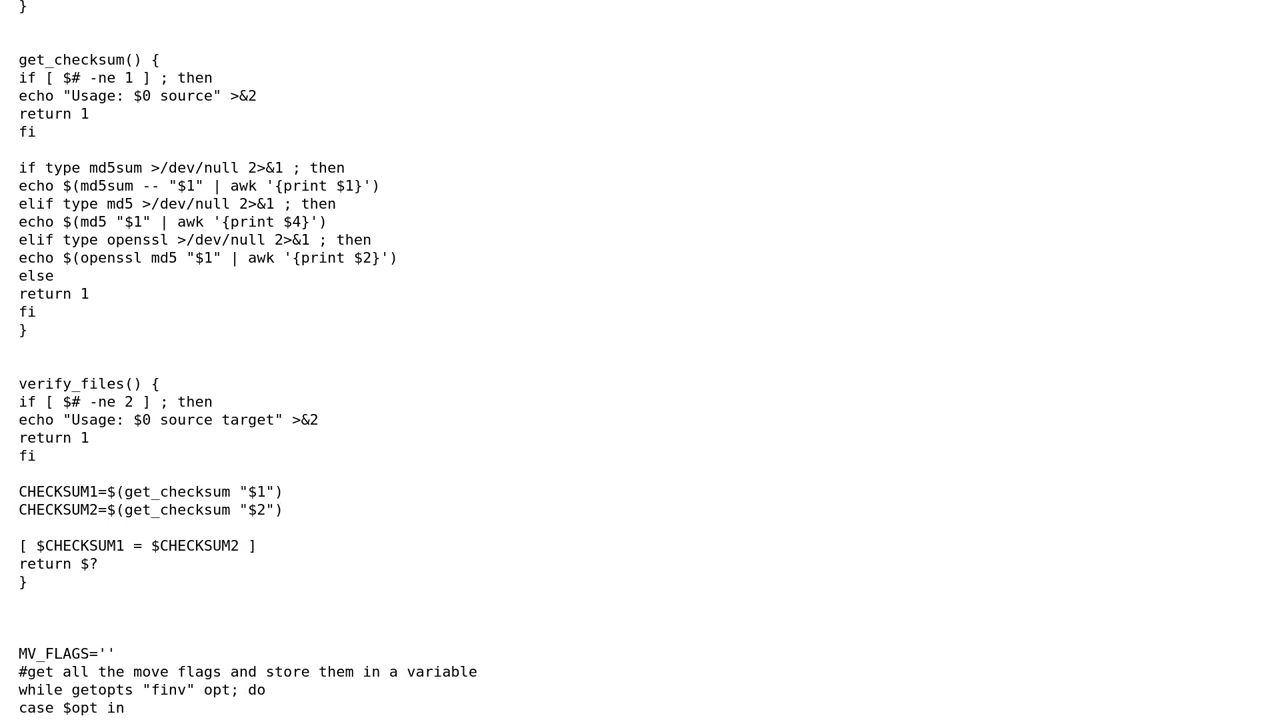 }
get_checksum() {
if [ $# -ne 1 ] ; then
echo "Usage: $0 source" >&2
return 1
fi
if type md5sum >/dev/null 2>&1 ; then
echo $(md5sum -- "$1" | awk '{print $1}')
elif type md5 >/dev/null 2>&1 ; then
echo $(md5 "$1" | awk '{print $4}')
elif type openssl >/dev/null 2>&1 ; then
echo $(openssl md5 "$1" | awk '{print $2}')
else
return 1
fi
}
verify_files() {
if [ $# -ne 2 ] ; then
echo "Usage: $0 source target" >&2
return 1
fi
CHECKSUM1=$(get_checksum "$1")
CHECKSUM2=$(get_checksum "$2")
[ $CHECKSUM1 = $CHECKSUM2 ]
return $?
}
MV_FLAGS=''
#get all the move flags and store them in a variable
while getopts "finv" opt; do
case $opt in